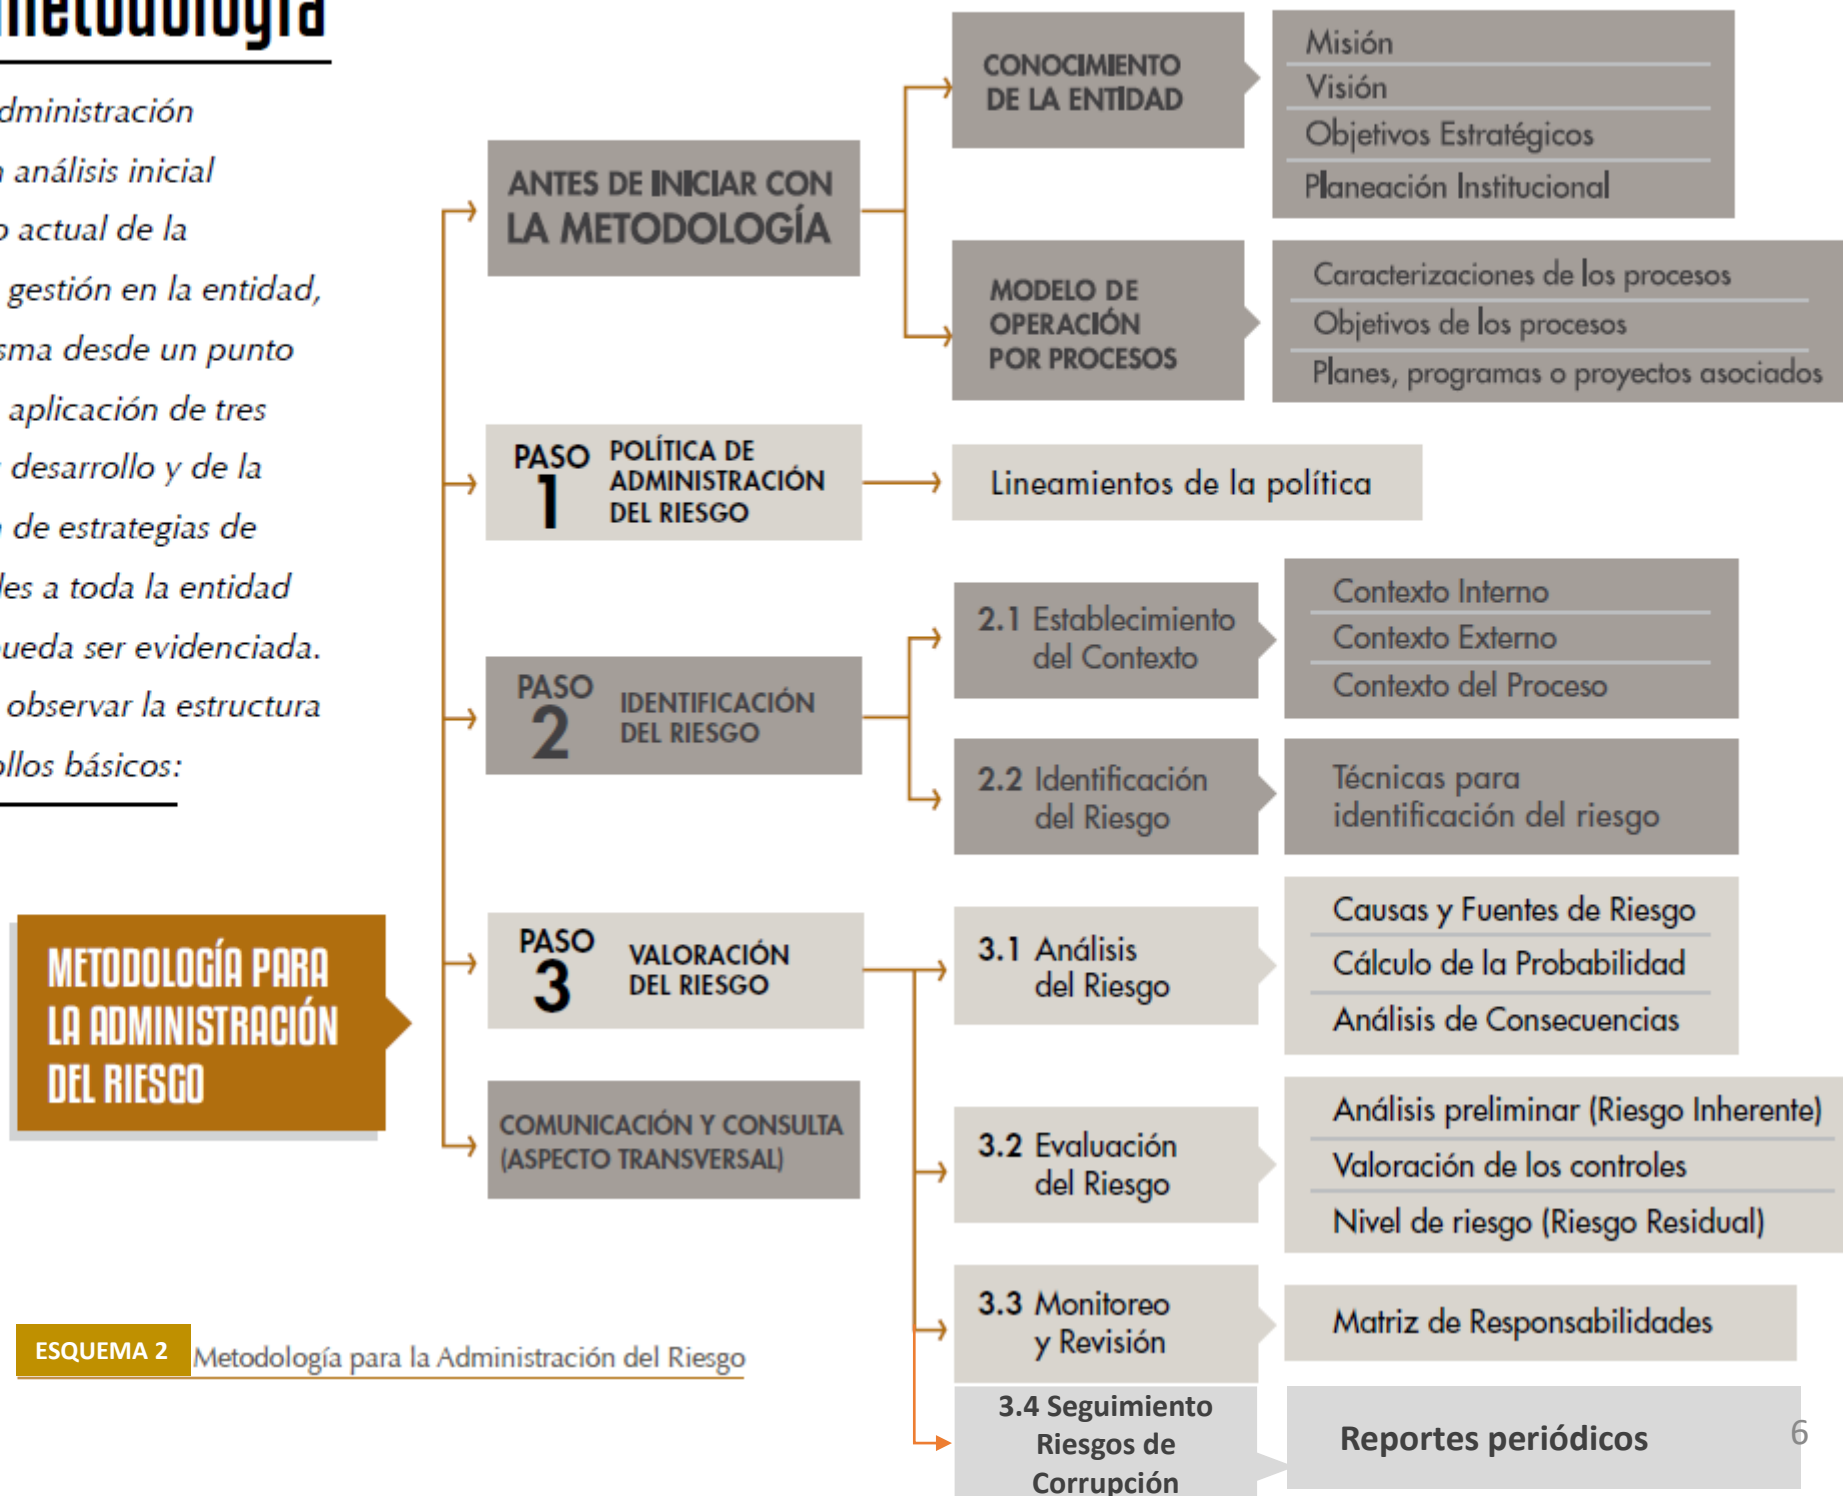 metodología
dministración
análisis inicial
actual de la
gestión en la entidad,
desde un punto
aplicación de tres
desarrollo y de la
de estrategias de
a toda la entidad
pueda ser evidenciada.
observar la estructura
básicos:
METODOLOGÍA PARA
LA ADMINISTRACIÓN
DEL RIESGO
ANTES DE INICIAR CON
LA METODOLOGÍA
CONOCIMIENTO
DE LA ENTIDAD
Misión
Visión
Objetivos Estratégicos
Planeación Institucional
MODELO DE
OPERACIÓN
POR PROCESOS
Caracterizaciones de los procesos
Objetivos de los procesos
Planes, programas o proyectos asociados
PASO
1
POLÍTICA DE
ADMINISTRACIÓN
DEL RIESGO
Lineamientos de la política
PASO
2
IDENTIFICACIÓN
DEL RIESGO
2.1 Establecimiento
del Contexto
Contexto Interno
Contexto Externo
Contexto del Proceso
2.2 Identificación
del Riesgo
Técnicas para
identificación del riesgo
PASO
3
VALORACIÓN
DEL RIESGO
3.1 Análisis
del Riesgo
Causas y Fuentes de Riesgo
Cálculo de la Probabilidad
Análisis de Consecuencias
3.2 Evaluación
del Riesgo
Análisis preliminar (Riesgo Inherente)
Valoración de los controles
Nivel de riesgo (Riesgo Residual)
3.3 Monitoreo
y Revisión
Matriz de Responsabilidades
3.4 Seguimiento
Riesgos de
Corrupción
Reportes periódicos
COMUNICACIÓN Y CONSULTA
(ASPECTO TRANSVERSAL)
ESQUEMA 2 Metodología para la Administración del Riesgo
6